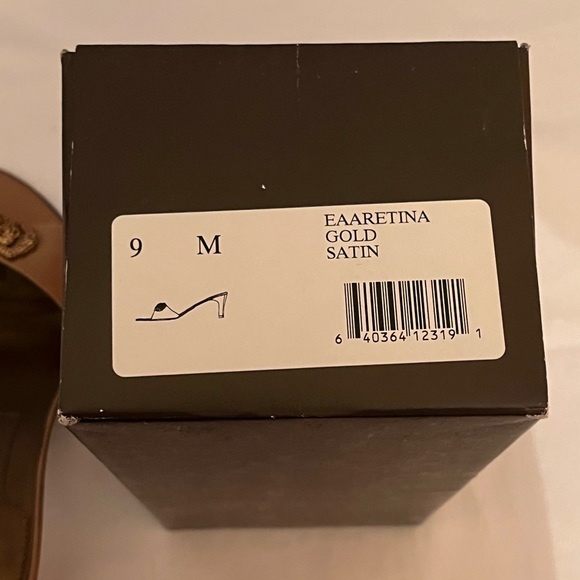 9 M
EAARETINA
GOLD
SATIN
6 40364 12319 1